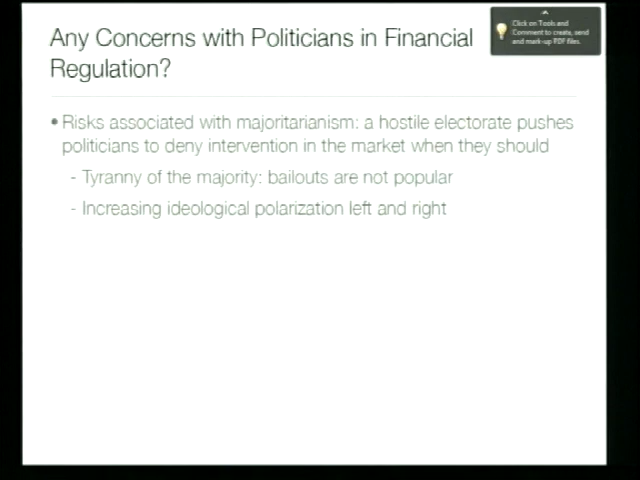 Any Concerns with Politicians in Financial
Regulation?
Click on Tools and
Comment to create, send
and mark-up PDF files.
• Risks associated with majoritarianism: a hostile electorate pushes
politicians to deny intervention in the market when they should
- Tyranny of the majority: bailouts are not popular
- Increasing ideological polarization left and right